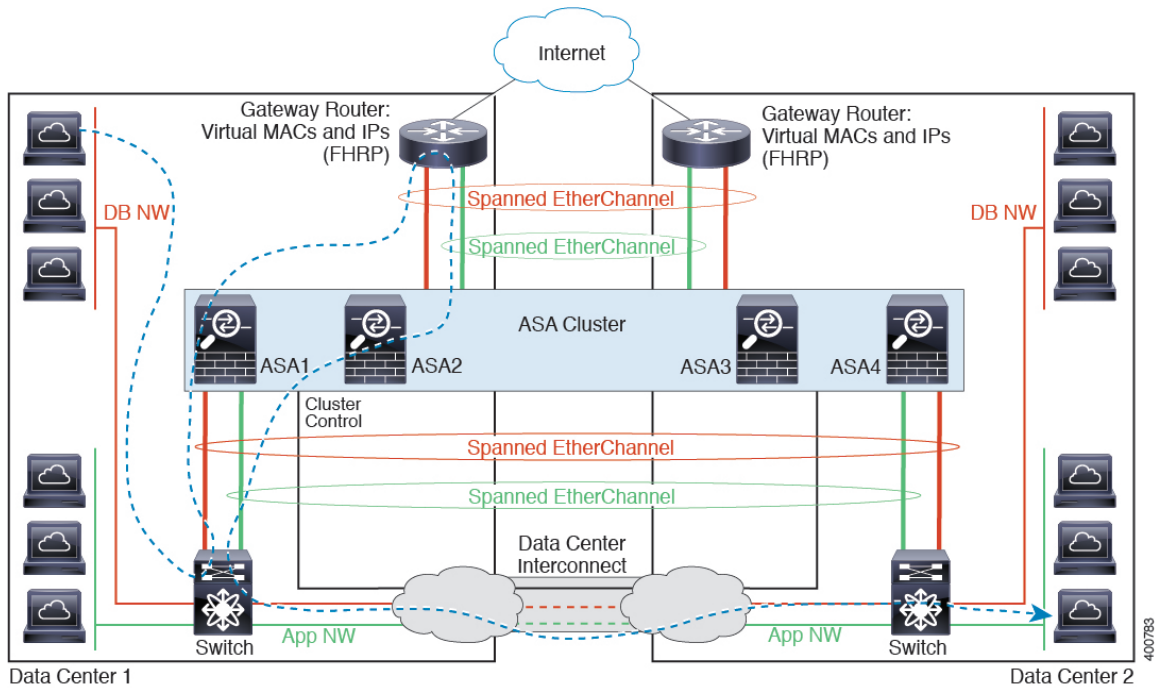 Internet
Gateway Router:
Virtual MACs and IPs
(FHRP)
Gateway Router:
Virtual MACs and IPs
(FHRP)
DB NW
Spanned EtherChannel
DB NW
Spanned EtherChannel
ASA Cluster
ASA1
ASA2
ASA3
ASA4
Cluster
Control
Spanned EtherChannel
Spanned EtherChannel
Data Center
Interconnect
App NW
App NW
Switch
Switch
400783
Data Center 1
Data Center 2